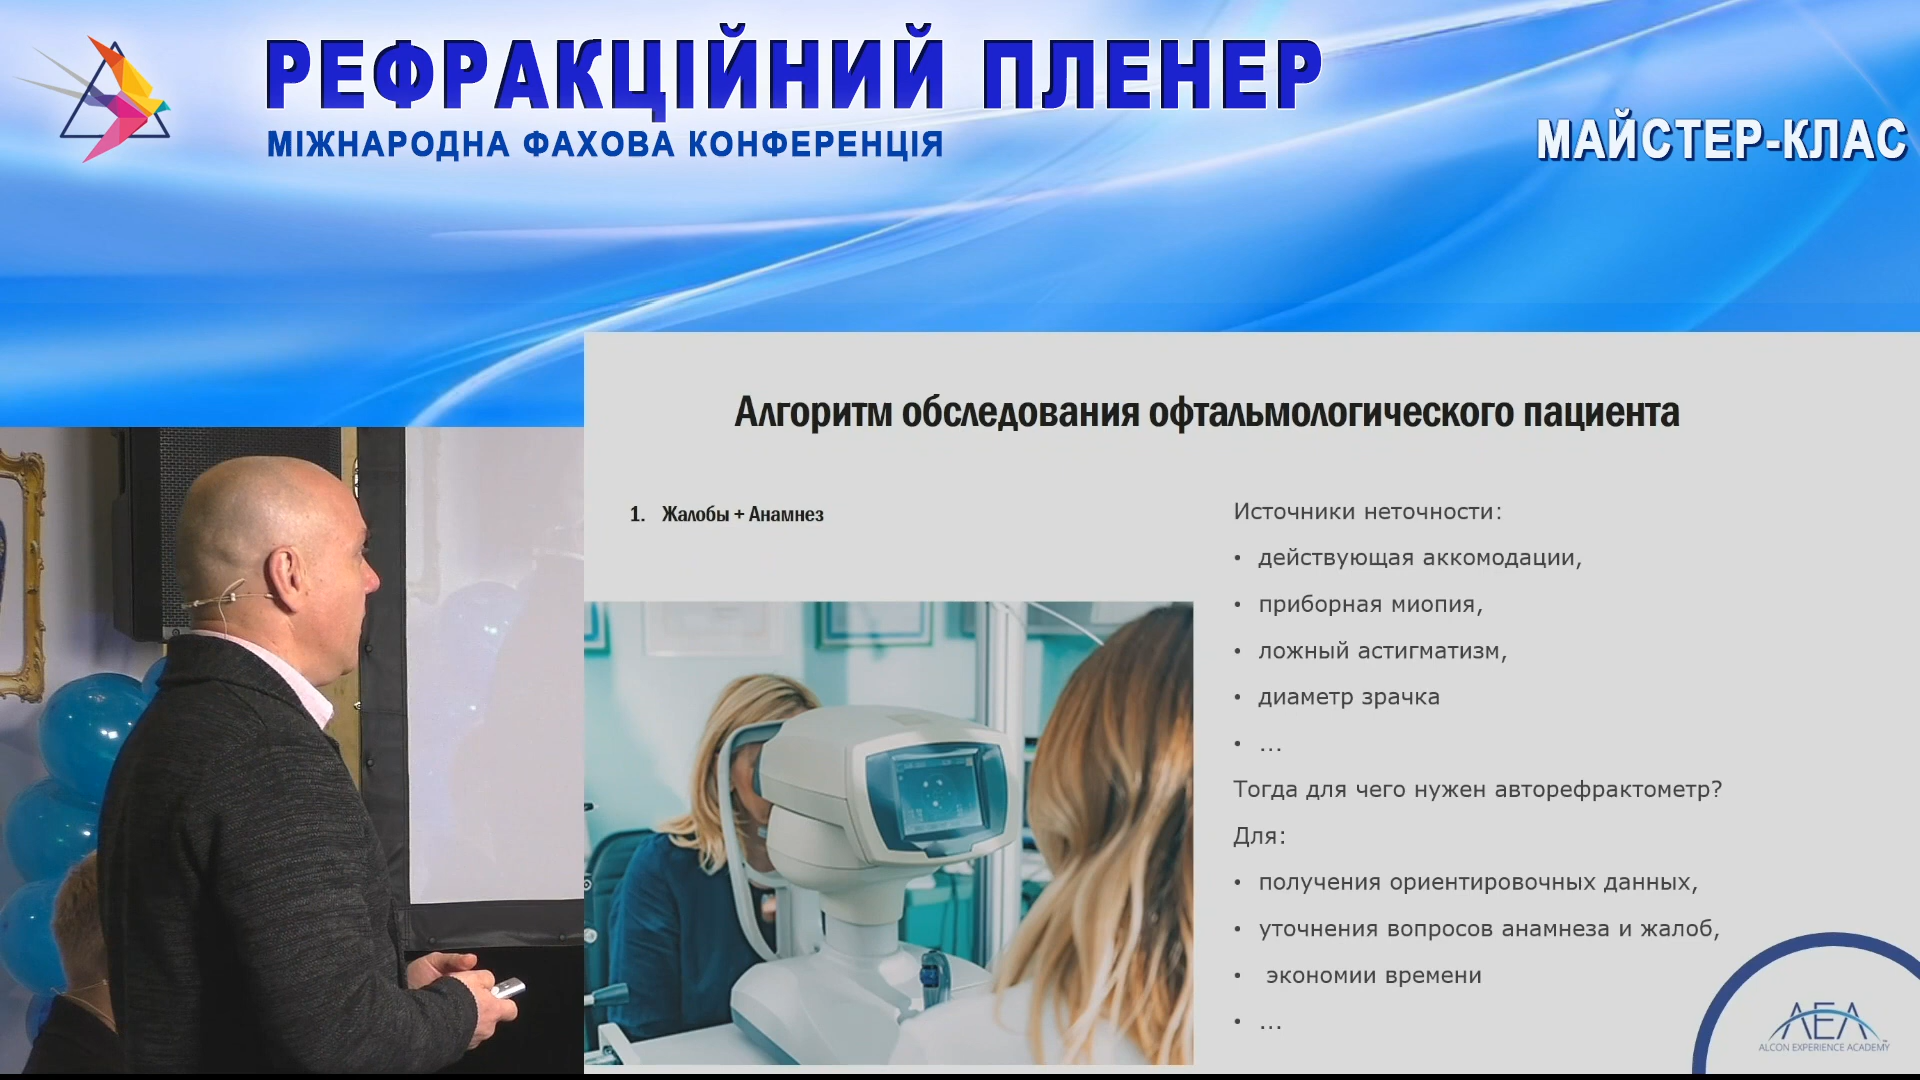 РЕФРАКЦІЙНИЙ ПЛЕНЕР
МІЖНАРОДНА ФАХОВА КОНФЕРЕНЦІЯ
МАЙСТЕР-КЛАС
Алгоритм обследования офтальмологического пациента
1. Жалобы + Анамнез
Источники неточности:
• действующая аккомодации,
• приборная миопия,
• ложный астигматизм,
• диаметр зрачка
• ...
Тогда для чего нужен авторефрактометр?
Для:
• получения ориентировочных данных,
• уточнения вопросов анамнеза и жалоб,
• экономии времени
• ...
AEA
ALCON EXPERIENCE ACADEMY